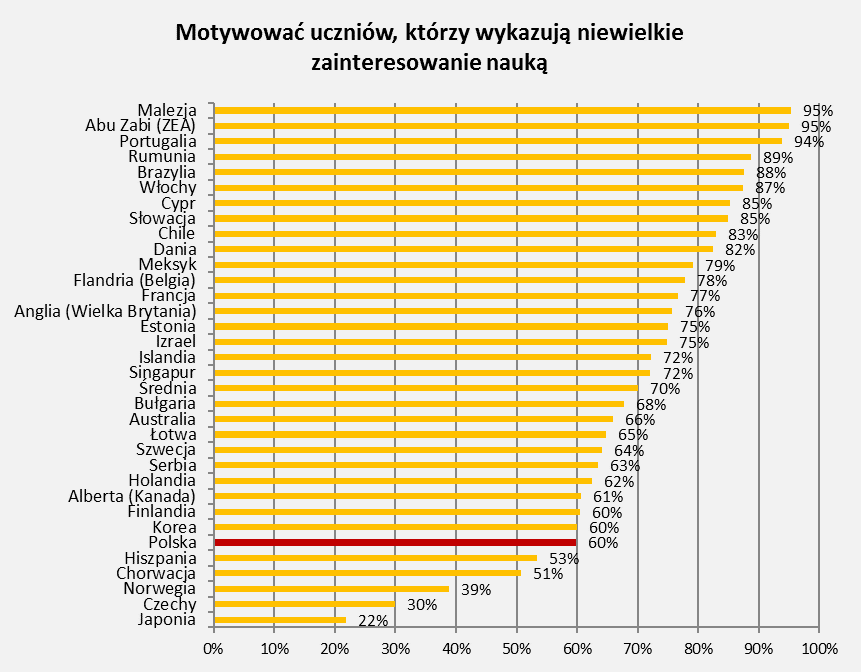 Motywować uczniów, którzy wykazują niewielkie
zainteresowanie nauką
Malezja 95%
Abu Zabi (ZEA) 95%
Portugalia 94%
Rumunia 89%
Brazylia 88%
Włochy 87%
Cypr 85%
Słowacja 85%
Chile 83%
Dania 82%
Meksyk 79%
Flandria (Belgia) 78%
Francja 77%
Anglia (Wielka Brytania) 76%
Estonia 75%
Izrael 75%
Islandia 72%
Singapur 72%
Średnia 70%
Bułgaria 68%
Australia 66%
Łotwa 65%
Szwecja 64%
Serbia 63%
Holandia 62%
Alberta (Kanada) 61%
Finlandia 60%
Korea 60%
Polska 60%
Hiszpania 53%
Chorwacja 51%
Norwegia 39%
Czechy 30%
Japonia 22%
0% 10% 20% 30% 40% 50% 60% 70% 80% 90% 100%